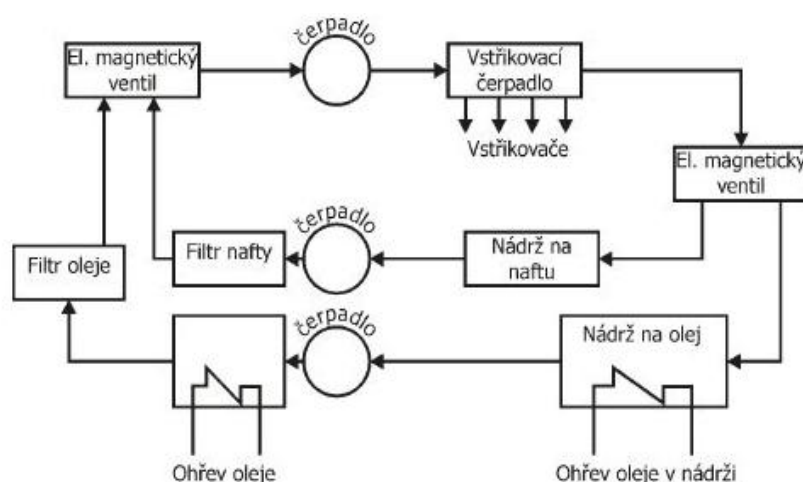 čerpadlo
El. magnetický
ventil
Vstřikovací
čerpadlo
Vstřikovače
El. magnetický
ventil
čerpadlo
Filtr oleje
Filtr nafty
Nádrž na
naftu
čerpadlo
Nádrž na olej
Ohřev oleje
Ohřev oleje v nádrži